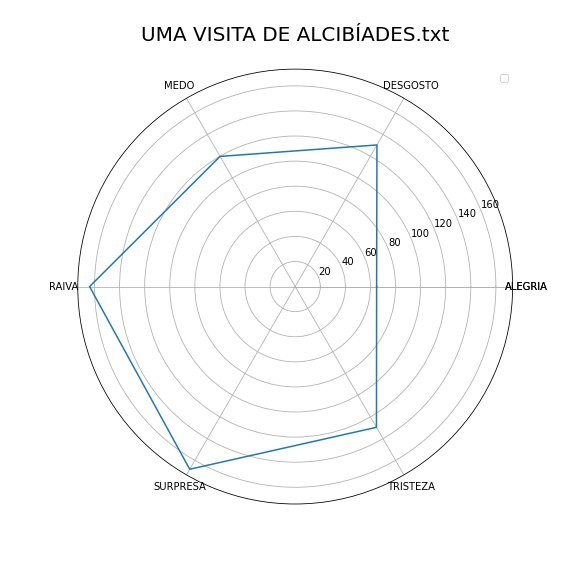 UMA VISITA DE ALCIBÍADES.txt
MEDO
DESGOSTO
160
140
120
100
80
60
40
20
RAIVA
ALEGRIA
SURPRESA
TRISTEZA